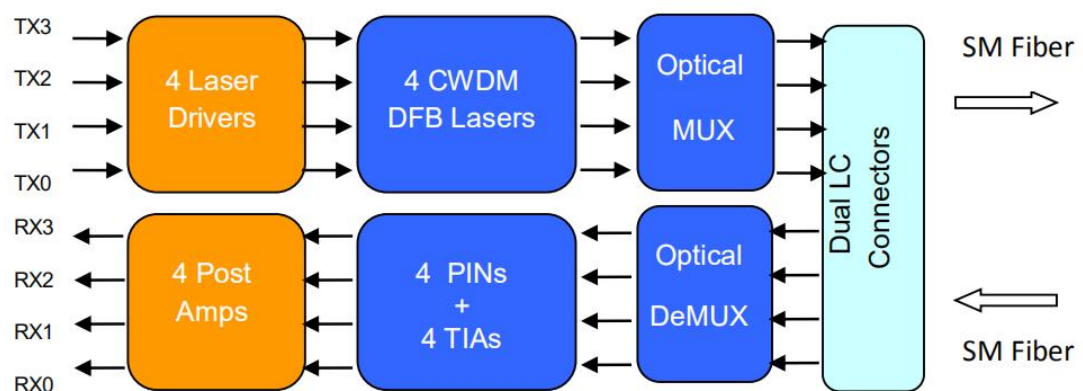 TX3
TX2
TX1
TX0
4 Laser
Drivers
4 CWDM
DFB Lasers
Optical
MUX
Dual LC
Connectors
SM Fiber
RX3
RX2
RX1
RX0
4 Post
Amps
4 PINs
+
4 TIAs
Optical
DeMUX
SM Fiber